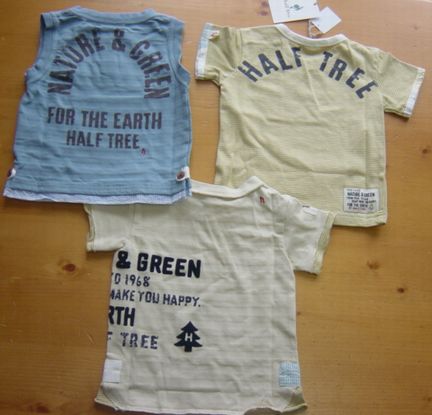 NATURE & GREEN
FOR THE EARTH
HALF TREE
HALF TREE
NATURE & GREEN
& GREEN
TO 1968
MAKE YOU HAPPY.
RTH
F TREE
H